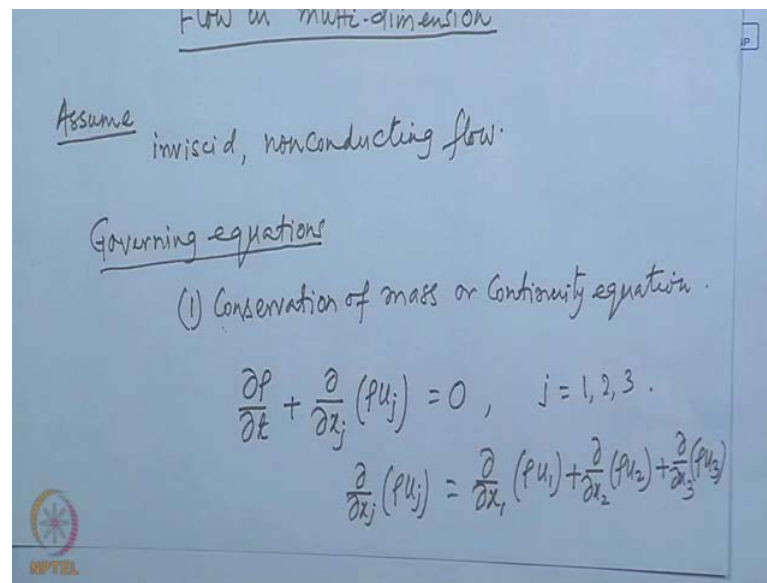 Flow in multi-dimension
Assume
inviscid, nonconducting flow.
Governing equations
(1) Conservation of mass or Continuity equation.
∂ρ/∂t + ∂/∂x_j (ρu_j) = 0 , j = 1, 2, 3 .
∂/∂x_j (ρu_j) = ∂/∂x_1 (ρu_1) + ∂/∂x_2 (ρu_2) + ∂/∂x_3 (ρu_3)
NPTEL